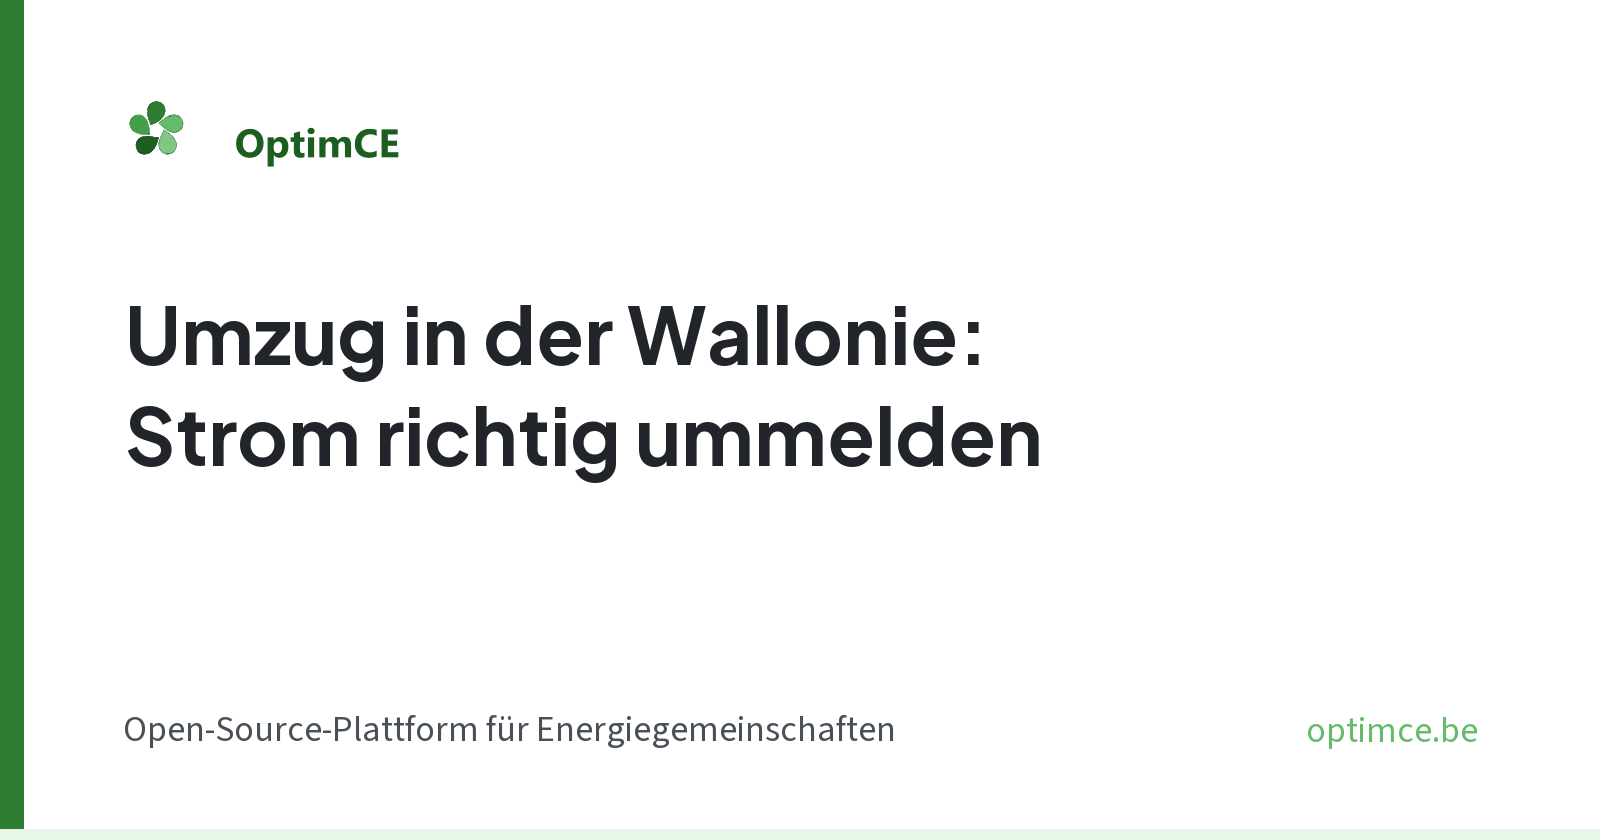 OptimCE
Umzug in der Wallonie:
Strom richtig ummelden
Open-Source-Plattform für Energiegemeinschaften
optimce.be